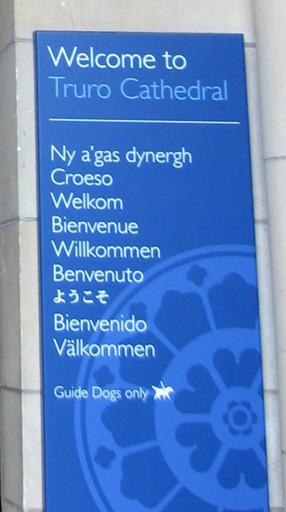 Welcome to
Truro Cathedral
Ny a'gas dynergh
Croeso
Welkom
Bienvenue
Willkommen
Benvenuto
ようこそ
Bienvenido
Välkommen
Guide Dogs only